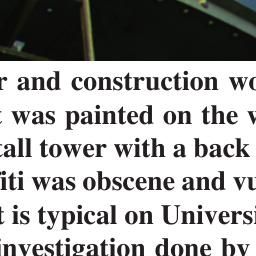 r and construction wo
t was painted on the w
tall tower with a back
fiti was obscene and vu
t is typical on Universi
investigation done by